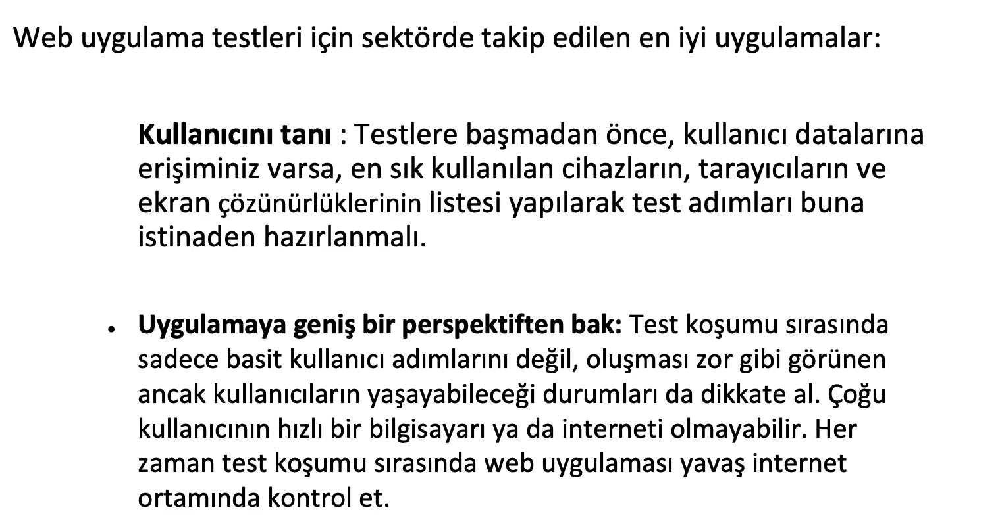 Web uygulama testleri için sektörde takip edilen en iyi uygulamalar:
Kullanıcını tanı : Testlere başmadan önce, kullanıcı datalarına
erişiminiz varsa, en sık kullanılan cihazların, tarayıcıların ve
ekran çözünürlüklerinin listesi yapılarak test adımları buna
istinaden hazırlanmalı.
• Uygulamaya geniş bir perspektiften bak: Test koşumu sırasında
sadece basit kullanıcı adımlarını değil, oluşması zor gibi görünen
ancak kullanıcıların yaşayabileceği durumları da dikkate al. Çoğu
kullanıcının hızlı bir bilgisayarı ya da interneti olmayabilir. Her
zaman test koşumu sırasında web uygulaması yavaş internet
ortamında kontrol et.